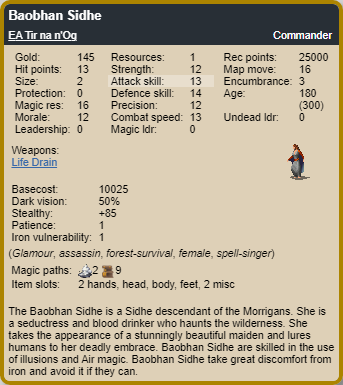 Baobhan Sidhe
EA Tir na n'Og Commander
Gold: 145 Resources: 1 Rec points: 25000
Hit points: 13 Strength: 12 Map move: 16
Size: 2 Attack skill: 13 Encumbrance: 3
Protection: 0 Defence skill: 14 Age: 180
Magic res: 16 Precision: 12 (300)
Morale: 12 Combat speed: 13 Undead ldr: 0
Leadership: 0 Magic ldr: 0
Weapons:
Life Drain
Basecost: 10025
Dark vision: 50%
Stealthy: +85
Patience: 1
Iron vulnerability: 1
(Glamour, assassin, forest-survival, female, spell-singer)
Magic paths: 2 9
Item slots: 2 hands, head, body, feet, 2 misc
The Baobhan Sidhe is a Sidhe descendant of the Morrigans. She is
a seductress and blood drinker who haunts the wilderness. She
takes the appearance of a stunningly beautiful maiden and lures
humans to her deadly embrace. Baobhan Sidhe are skilled in the use
of illusions and Air magic. Baobhan Sidhe take great discomfort from
iron and avoid it if they can.